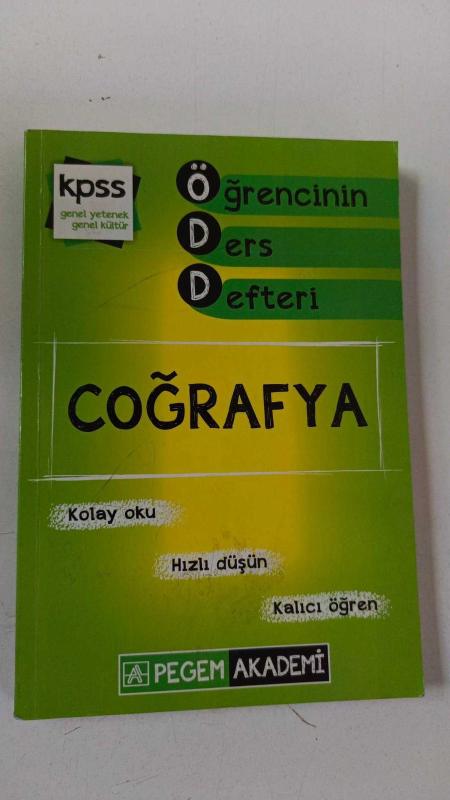 kpss
genel yetenek
genel kültür
Öğrencinin
Ders
Defteri
COĞRAFYA
Kolay oku
Hızlı düşün
Kalıcı öğren
PEGEM AKADEMİ